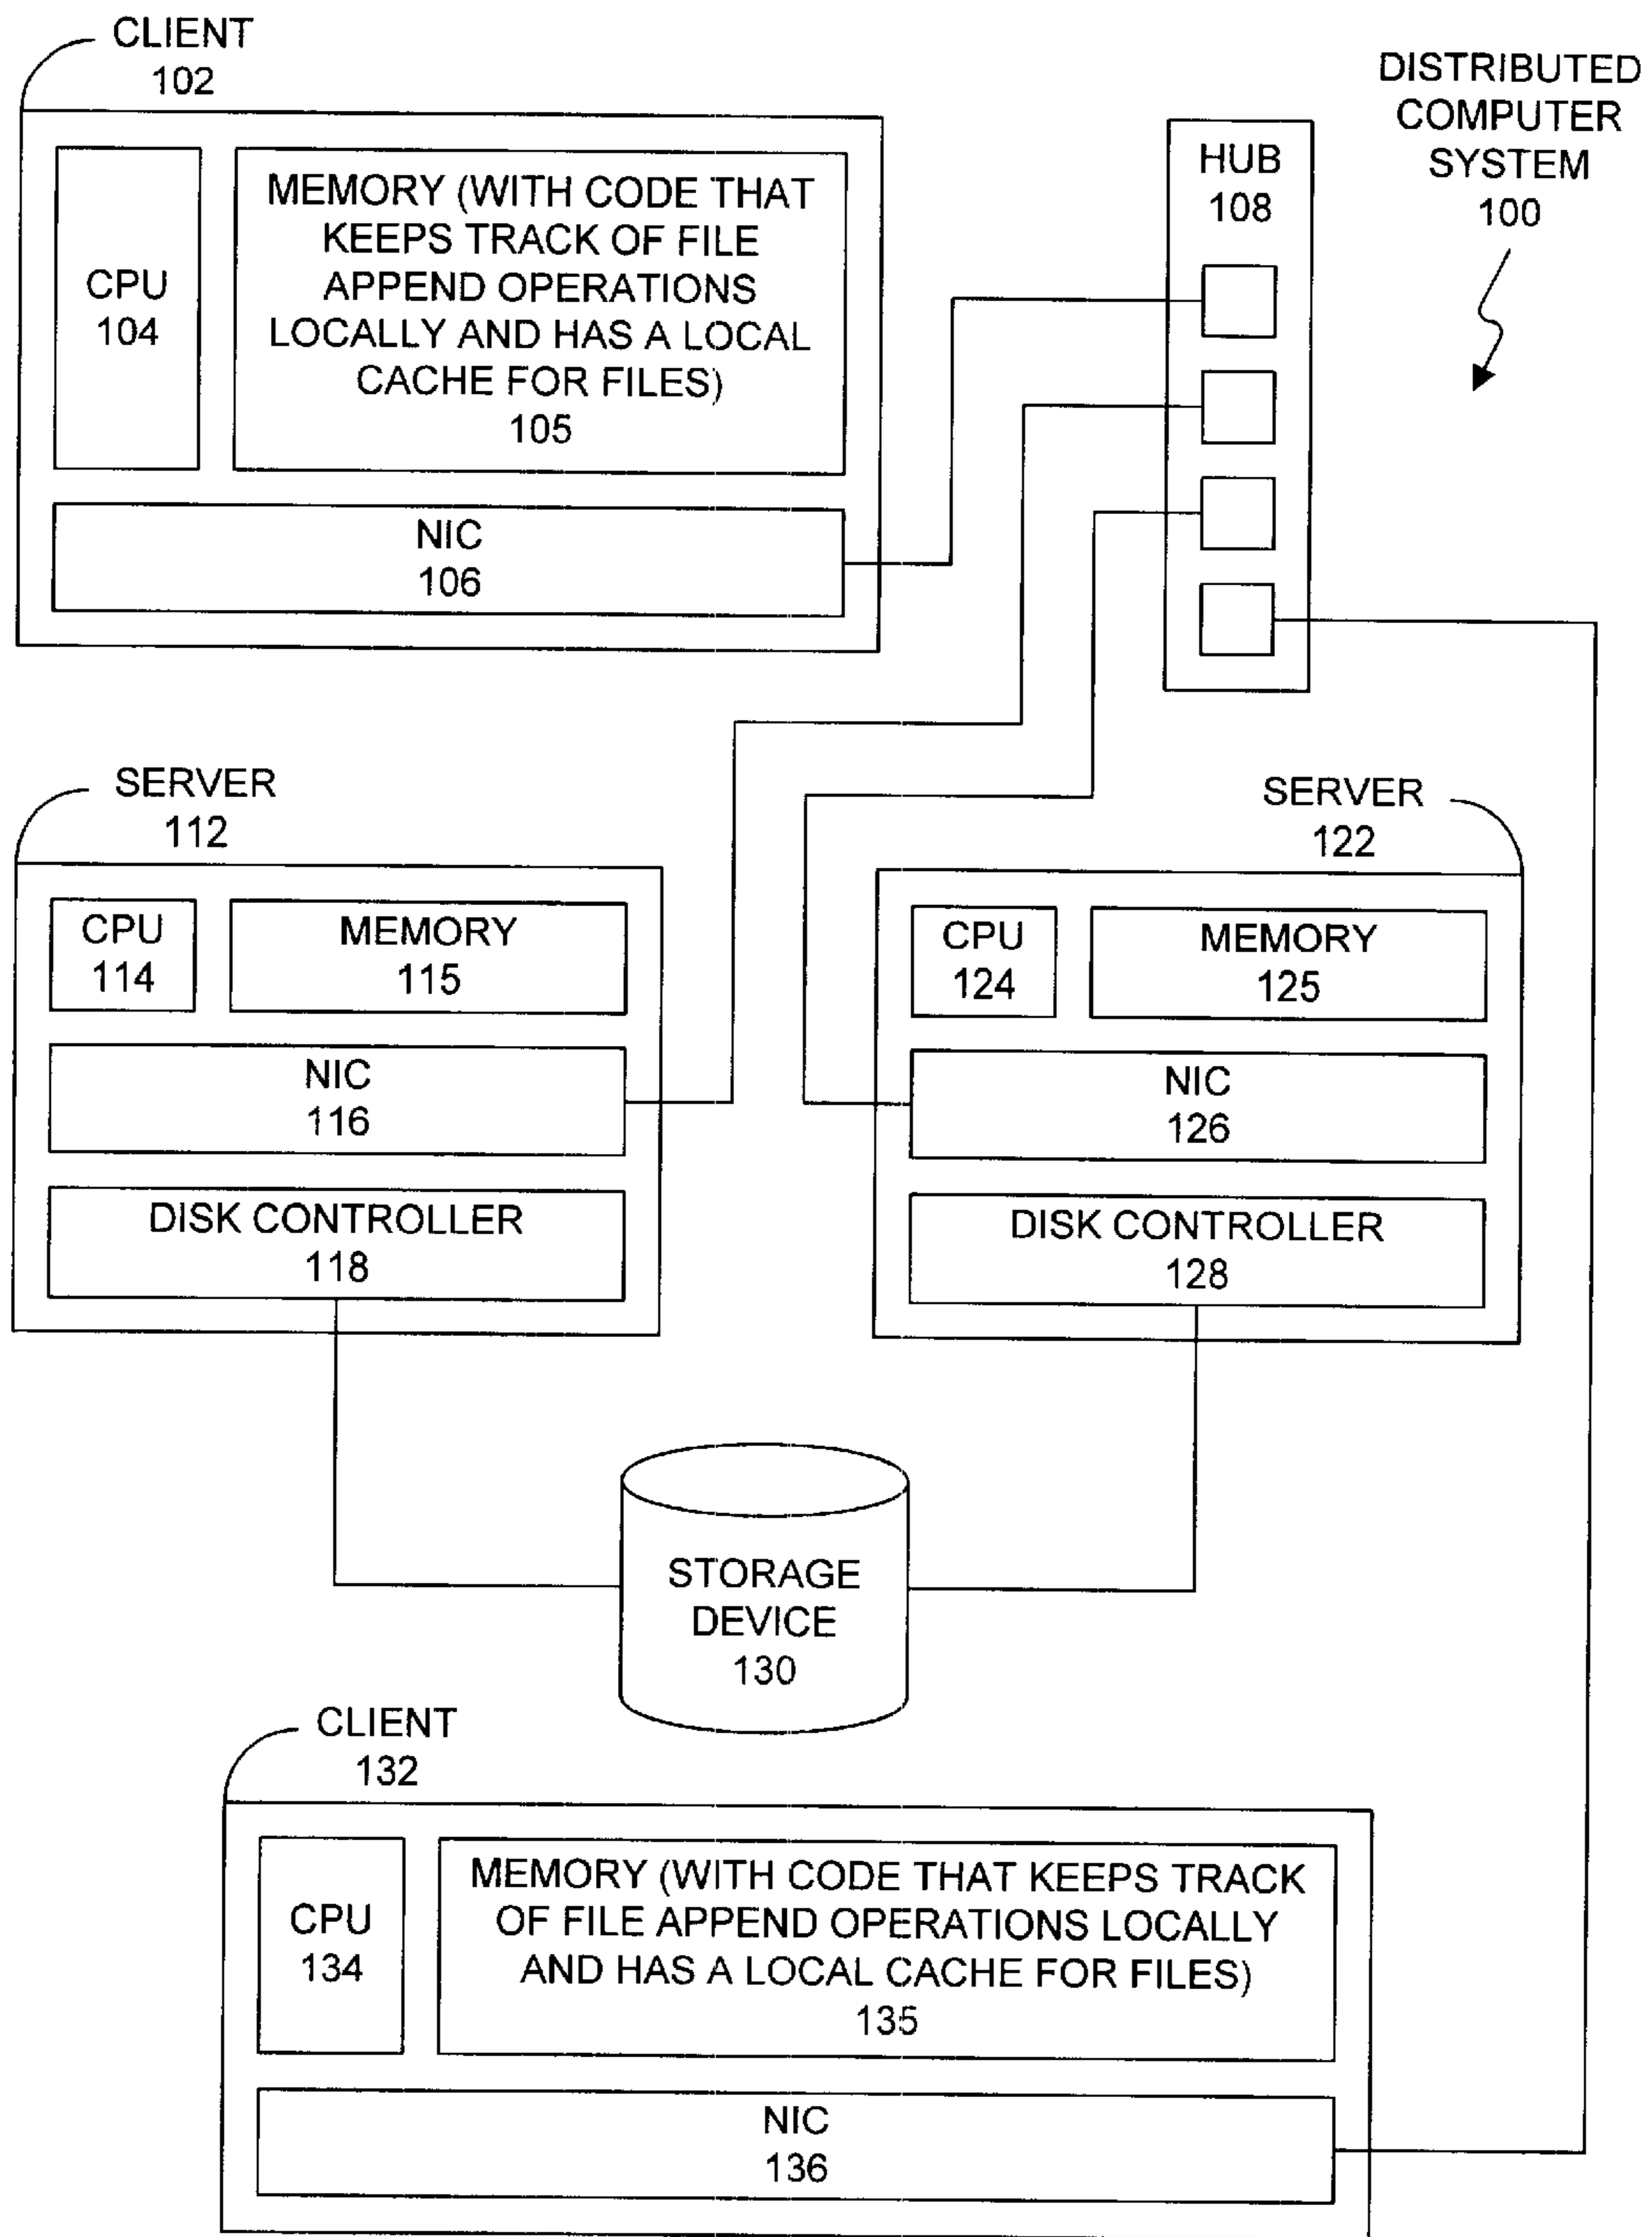 CLIENT
102
CPU
104
MEMORY (WITH CODE THAT
KEEPS TRACK OF FILE
APPEND OPERATIONS
LOCALLY AND HAS A LOCAL
CACHE FOR FILES)
105
NIC
106
HUB
108
DISTRIBUTED
COMPUTER
SYSTEM
100
SERVER
112
CPU
114
MEMORY
115
NIC
116
DISK CONTROLLER
118
SERVER
122
CPU
124
MEMORY
125
NIC
126
DISK CONTROLLER
128
STORAGE
DEVICE
130
CLIENT
132
CPU
134
MEMORY (WITH CODE THAT KEEPS TRACK
OF FILE APPEND OPERATIONS LOCALLY
AND HAS A LOCAL CACHE FOR FILES)
135
NIC
136